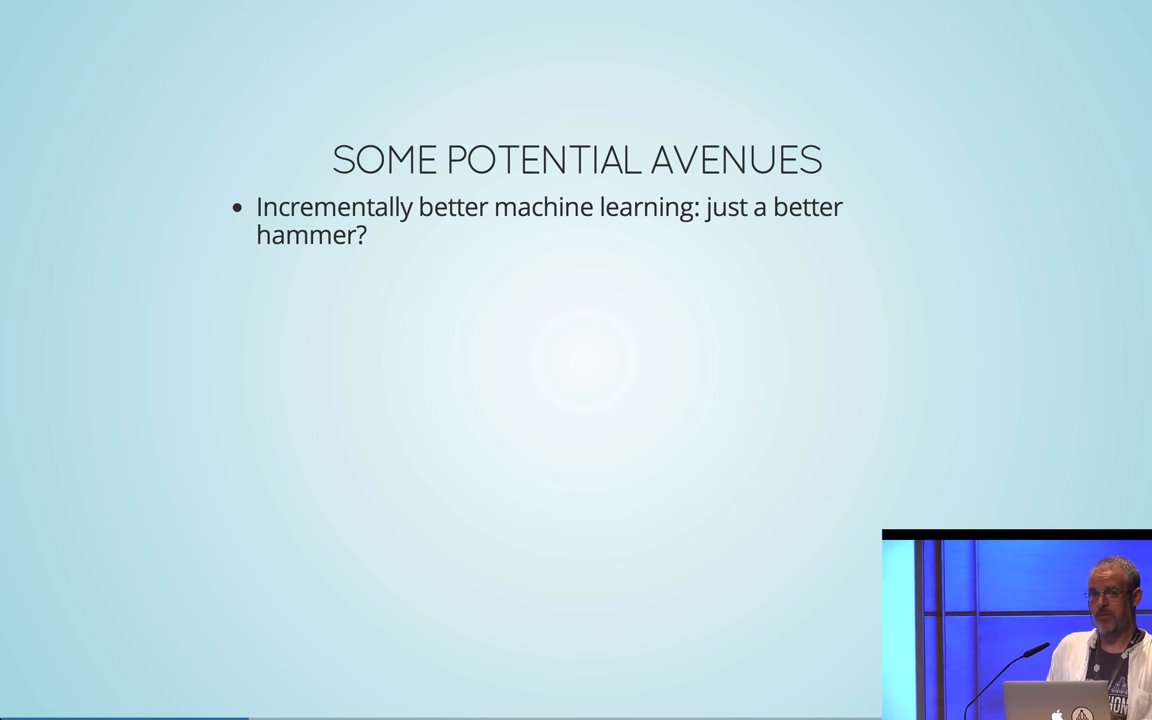 SOME POTENTIAL AVENUES
• Incrementally better machine learning: just a better
hammer?